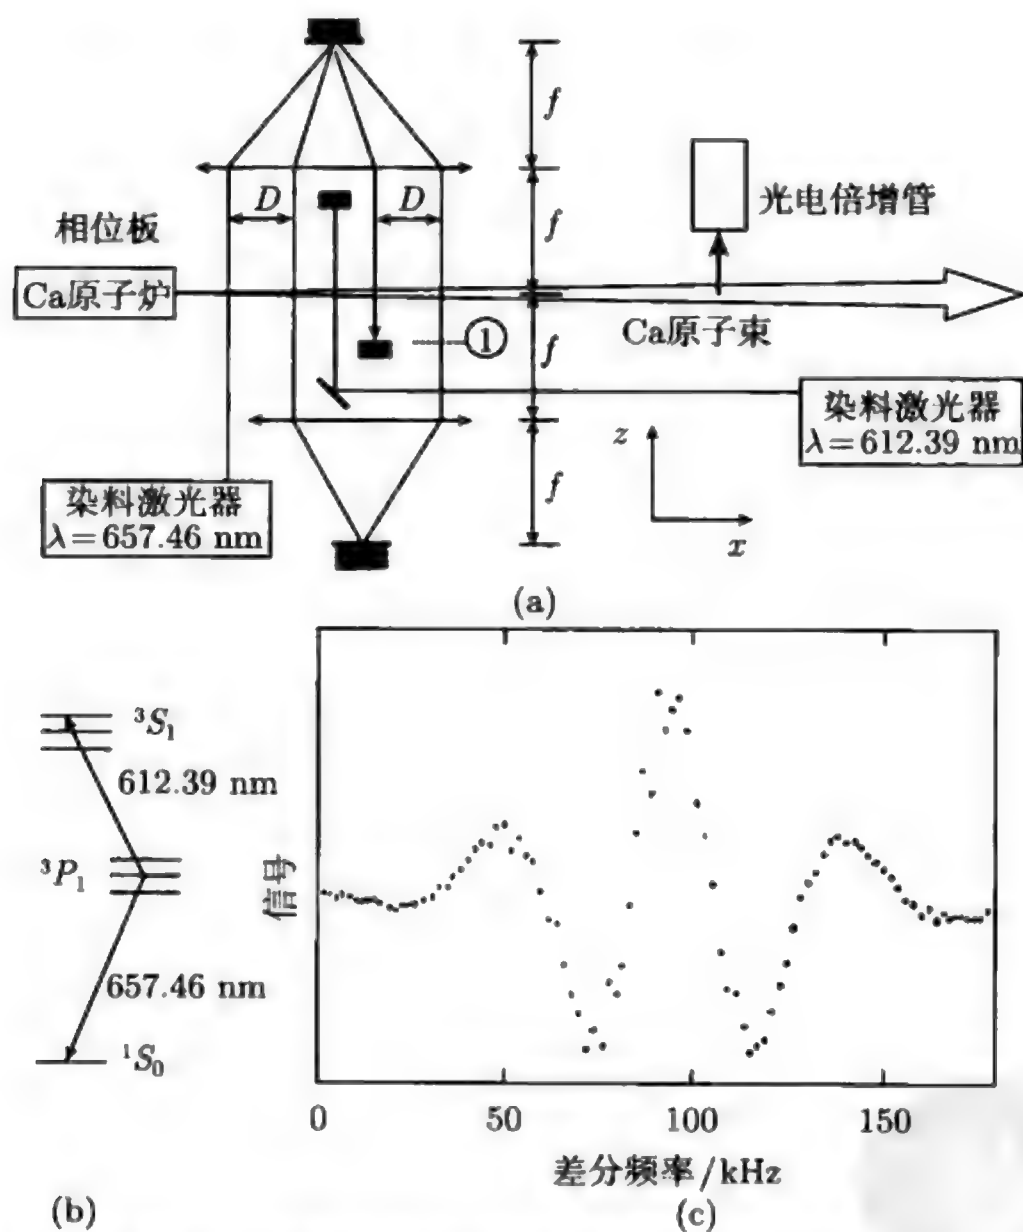 f
D
D
f
光电倍增管
相位板
Ca原子炉
Ca原子束
①
f
染料激光器
λ=612.39 nm
z
x
f
染料激光器
λ=657.46 nm
(a)
³S₁
612.39 nm
³P₁
657.46 nm
¹S₀
(b)
信号
0 50 100 150
差分频率/kHz
(c)